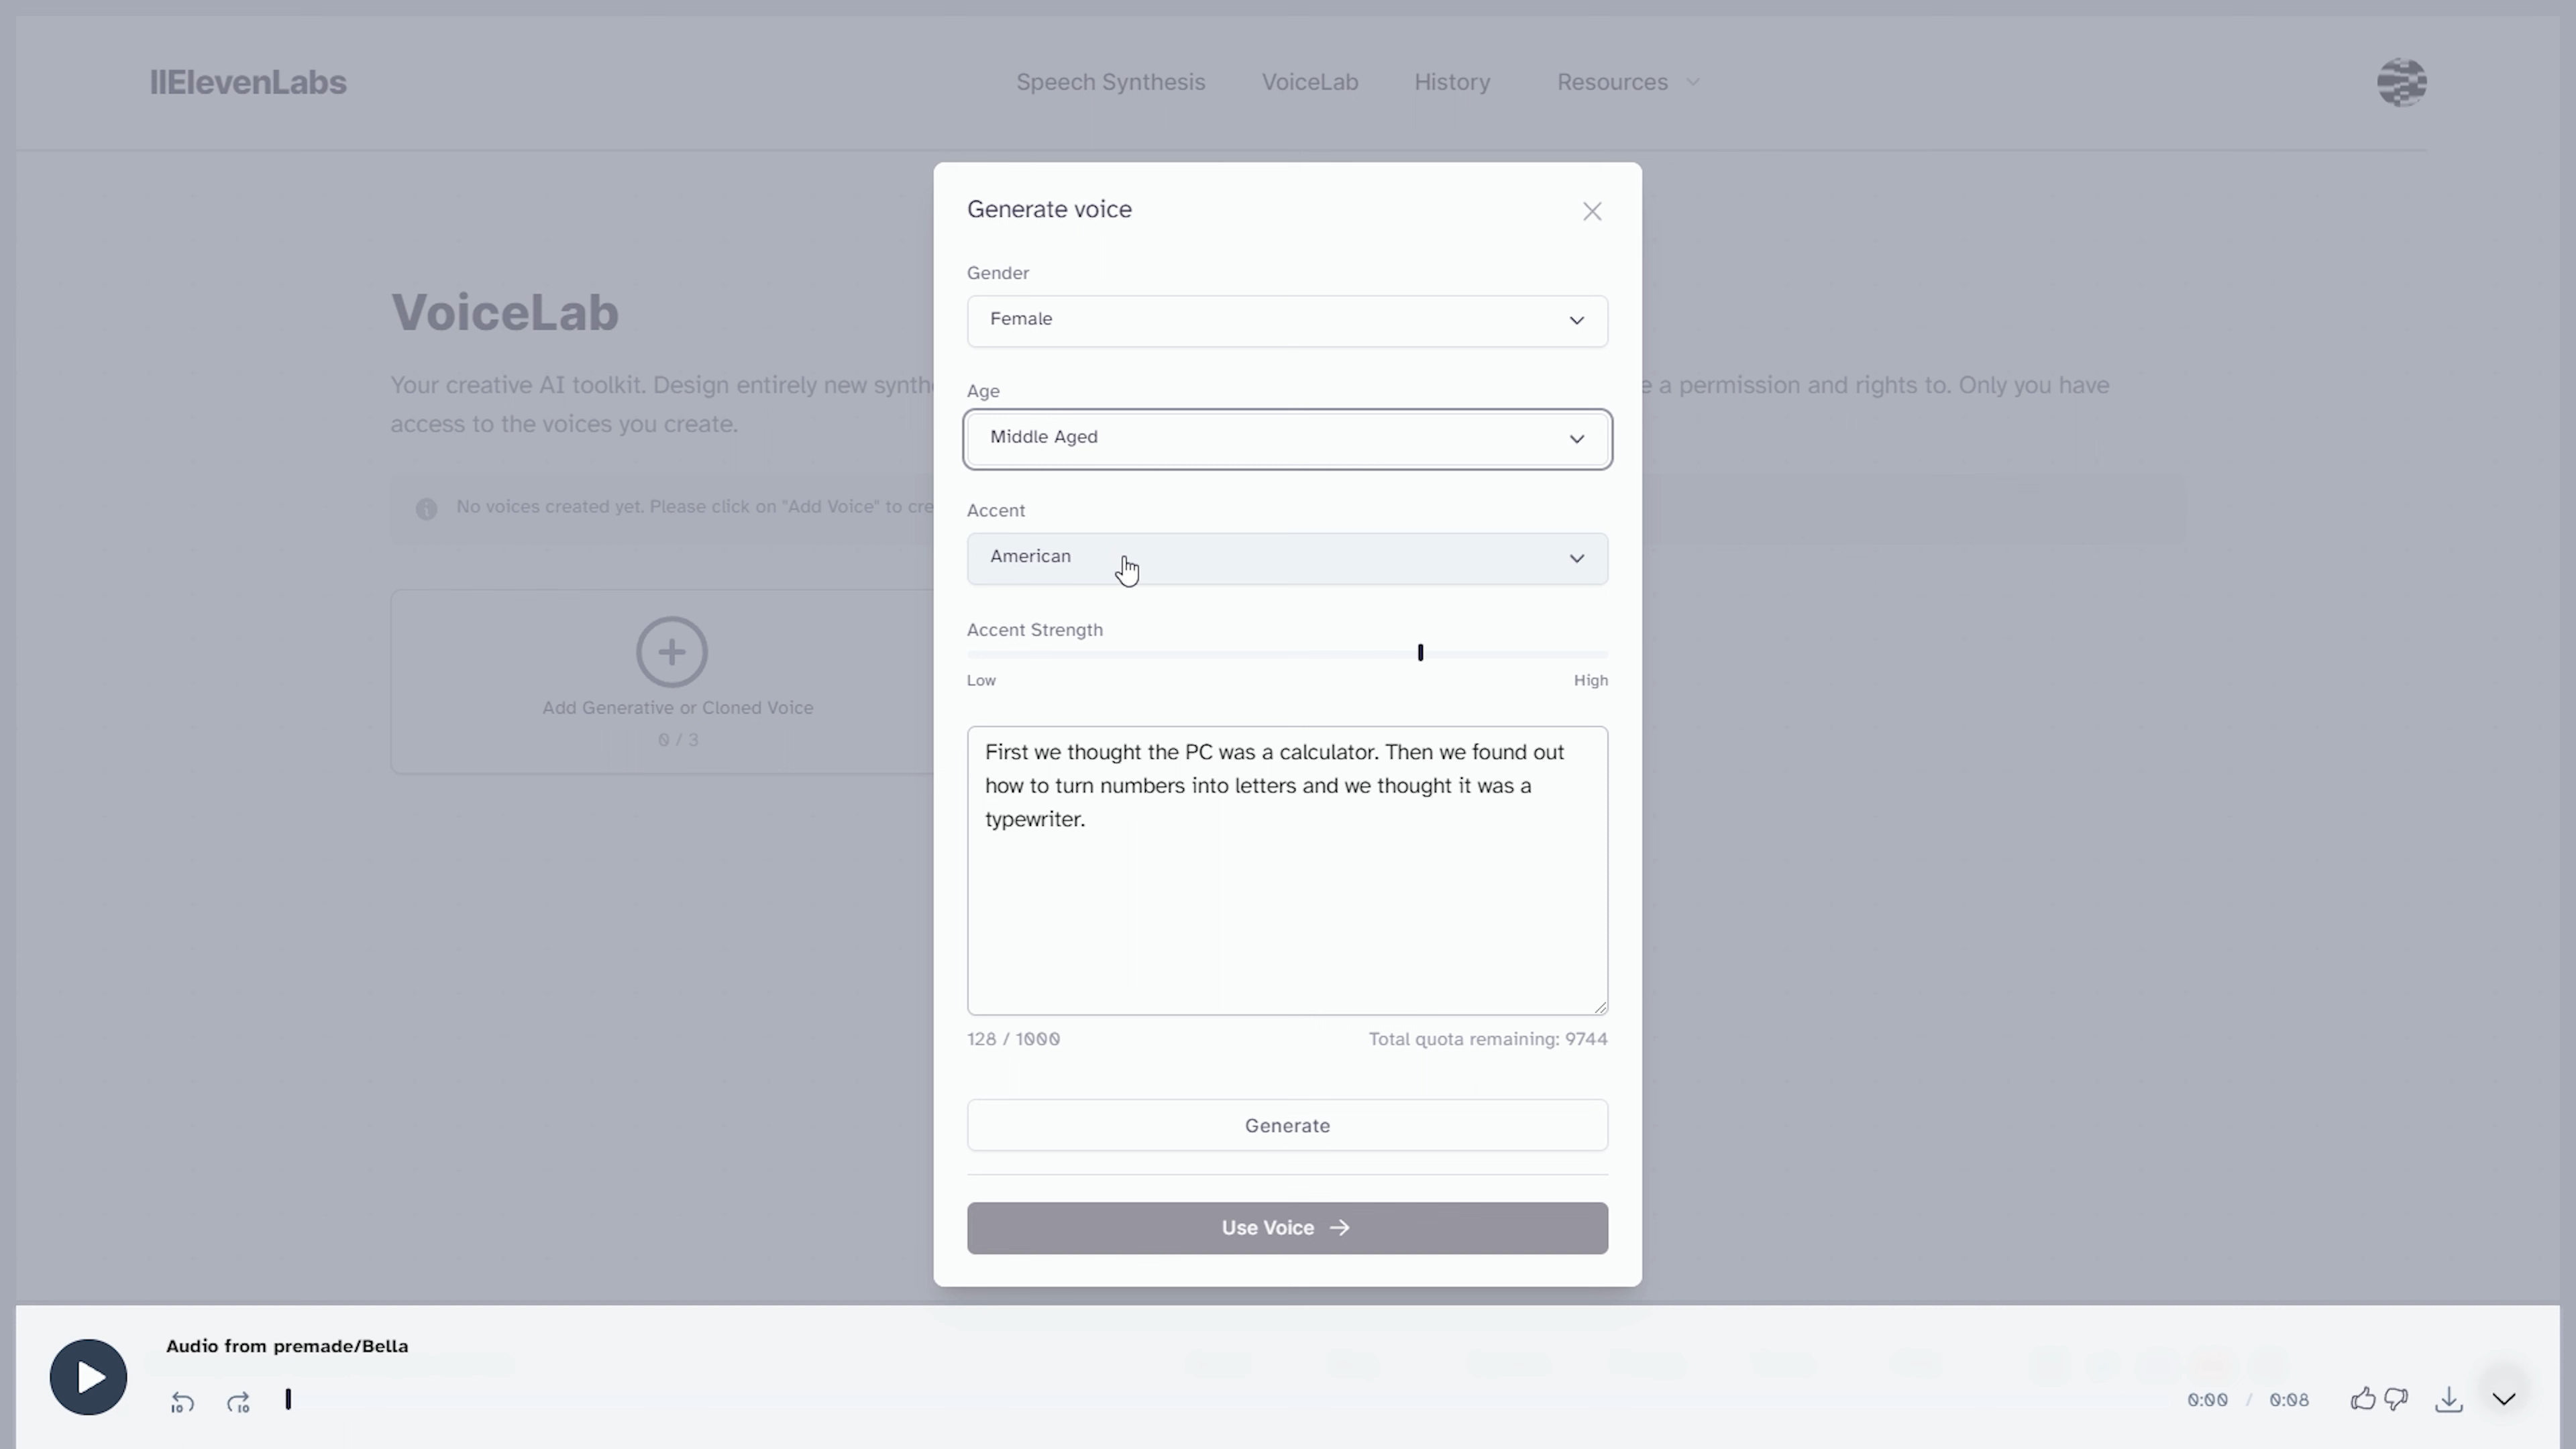 llElevenLabs
Speech Synthesis
VoiceLab
History
Resources
Generate voice
Gender
Female
VoiceLab
Your creative AI toolkit. Design entirely new synth
e a permission and rights to. Only you have
access to the voices you create.
Age
Middle Aged
No voices created yet. Please click on "Add Voice" to cre
Accent
American
Accent Strength
Low
High
Add Generative or Cloned Voice
0 / 3
First we thought the PC was a calculator. Then we found out
how to turn numbers into letters and we thought it was a
typewriter.
128 / 1000
Total quota remaining: 9744
Generate
Use Voice
Audio from premade/Bella
10
10
0:00 / 0:08